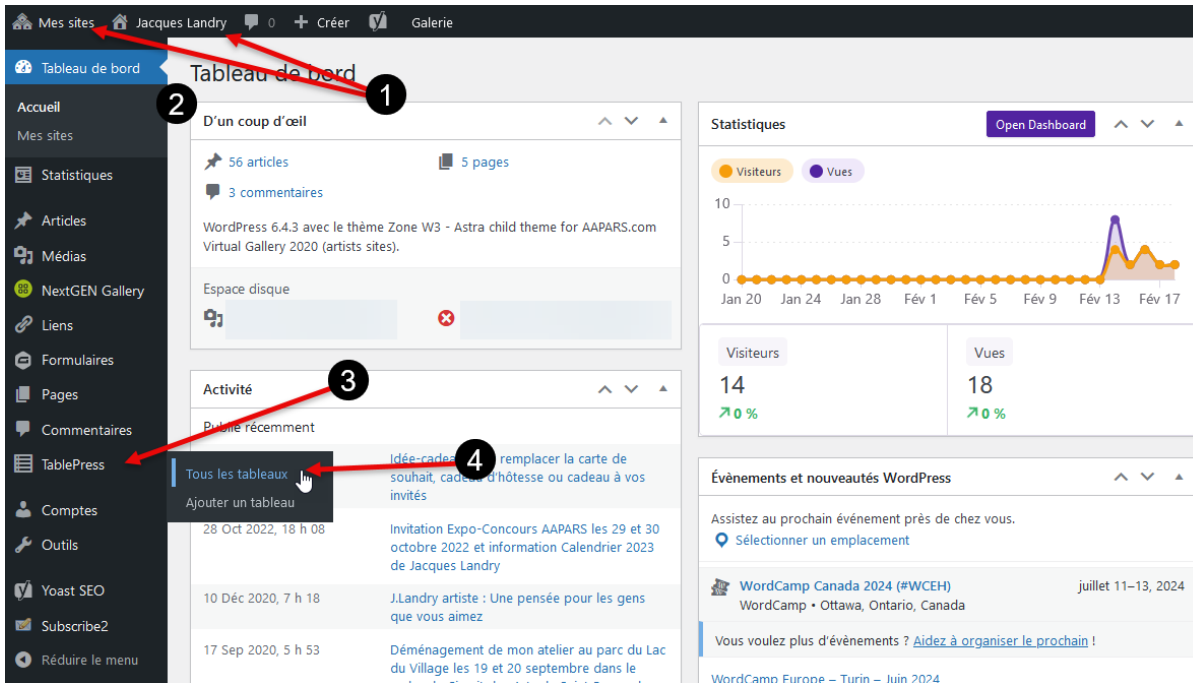 Mes sites Jacques Landry 0 + Créer Galerie
Tableau de bord
Accueil
Mes sites
Statistiques
Articles
Médias
NextGEN Gallery
Liens
Formulaires
Pages
Commentaires
TablePress
Comptes
Outils
Yoast SEO
Subscribe2
Réduire le menu
Tous les tableaux
Ajouter un tableau
1
2
3
4
Tableau de bord
D'un coup d'œil
56 articles
5 pages
3 commentaires
WordPress 6.4.3 avec le thème Zone W3 - Astra child theme for AAPARS.com
Virtual Gallery 2020 (artists sites).
Espace disque
Activité
Publié récemment
Idée-cadeau remplacer la carte de
souhait, cadeau d'hôtesse ou cadeau à vos
invités
28 Oct 2022, 18 h 08
Invitation Expo-Concours AAPARS les 29 et 30
octobre 2022 et information Calendrier 2023
de Jacques Landry
10 Déc 2020, 7 h 18
J.Landry artiste : Une pensée pour les gens
que vous aimez
17 Sep 2020, 5 h 53
Déménagement de mon atelier au parc du Lac
du Village les 19 et 20 septembre dans le
Statistiques
Open Dashboard
Visiteurs
Vues
10
5
0
Jan 20 Jan 24 Jan 28 Fév 1 Fév 5 Fév 9 Fév 13 Fév 17
Visiteurs
14
0 %
Vues
18
0 %
Évènements et nouveautés WordPress
Assistez au prochain événement près de chez vous.
Sélectionner un emplacement
WordCamp Canada 2024 (#WCEH)
juillet 11–13, 2024
WordCamp • Ottawa, Ontario, Canada
Vous voulez plus d'évènements ? Aidez à organiser le prochain !
WordCamp Europe – Turin – Juin 2024